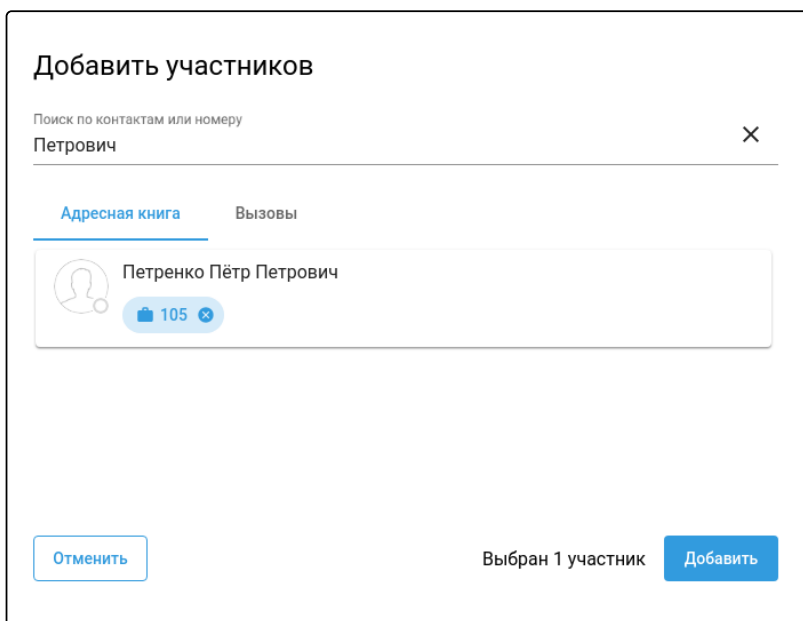 Добавить участников
Поиск по контактам или номеру
Петрович
Адресная книга Вызовы
Петренко Пётр Петрович
105
Отменить Выбран 1 участник Добавить